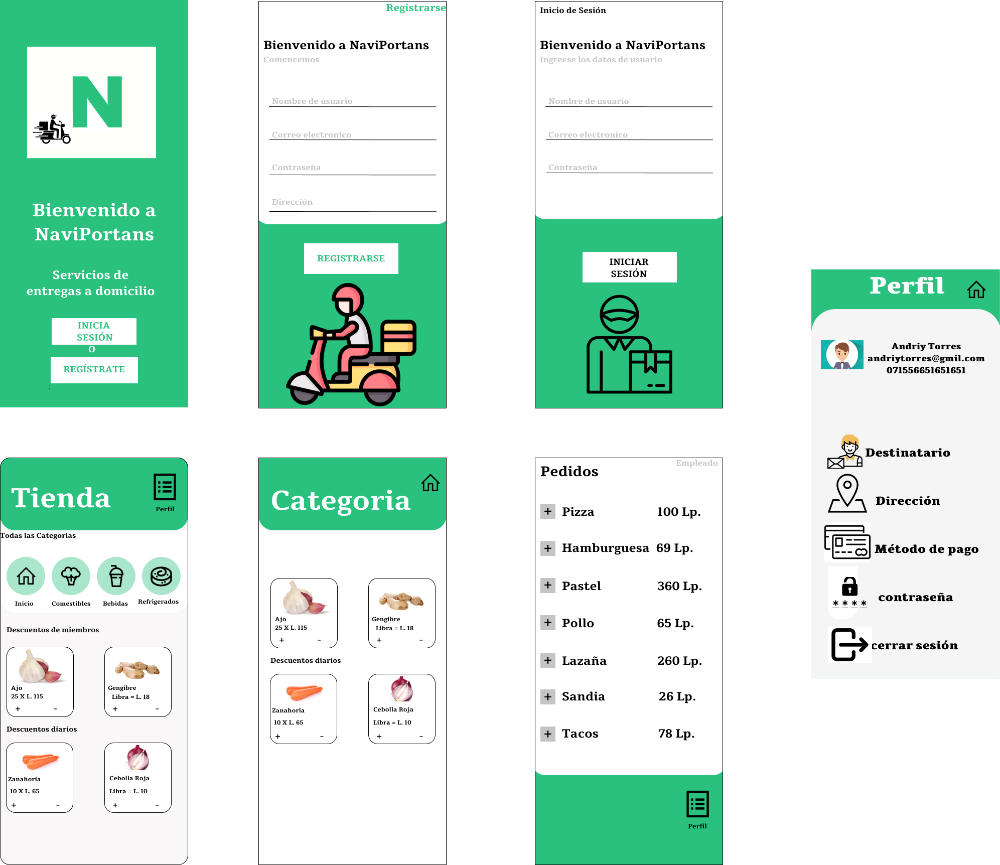 N
Bienvenido a
NaviPortans
Servicios de
entregas a domicilio
INICIA
SESIÓN
O
REGÍSTRATE
Registrarse
Bienvenido a NaviPortans
Comencemos
Nombre de usuario
Correo electronico
Contraseña
Dirección
REGISTRARSE
Inicio de Sesión
Bienvenido a NaviPortans
Ingreese los datos de usuario
Nombre de usuario
Correo electronico
Contraseña
INICIAR
SESIÓN
Perfil
Andriy Torres
andriytorres@gmil.com
071556651651651
Destinatario
Dirección
Método de pago
contraseña
* * * *
cerrar sesión
Tienda
Perfil
Todas las Categorias
Inicio
Comestibles
Bebidas
Refrigerados
Descuentos de miembros
Ajo
25 X L. 115
+ -
Gengibre
Libra = L. 18
+ -
Descuentos diarios
Zanahoria
10 X L. 65
+ -
Cebolla Roja
Libra = L. 10
+ -
Categoria
Ajo
25 X L. 115
+ -
Gengibre
Libra = L. 18
+ -
Descuentos diarios
Zanahoria
10 X L. 65
+ -
Cebolla Roja
Libra = L. 10
+ -
Empleado
Pedidos
+ Pizza 100 Lp.
+ Hamburguesa 69 Lp.
+ Pastel 360 Lp.
+ Pollo 65 Lp.
+ Lazaña 260 Lp.
+ Sandia 26 Lp.
+ Tacos 78 Lp.
Perfil